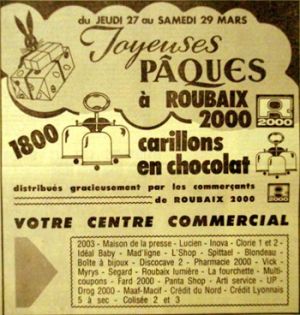 du JEUDI 27 au SAMEDI 29 MARS
Joyeuses
PÂQUES
à ROUBAIX
2000
R
2000
1800
carillons
en chocolat
distribués gracieusement par les commerçants
de ROUBAIX 2000
R
2000
VOTRE CENTRE COMMERCIAL
2003 - Maison de la presse - Lucien - Inova - Clorie 1 et 2 -
Idéal Baby - Mad'ligne - L'Shop - Spittael - Blondeau -
Boîte à bijoux - Discocave 2 - Pharmacie 2000 - Vick -
Myrys - Segard - Roubaix lumière - La fourchette - Multi-
coupons - Fard 2000 - Panta Shop - Arti service - UP -
Drog 2000 - Maaf-Macif - Crédit du Nord - Crédit Lyonnais
5 à sec - Colisée 2 et 3